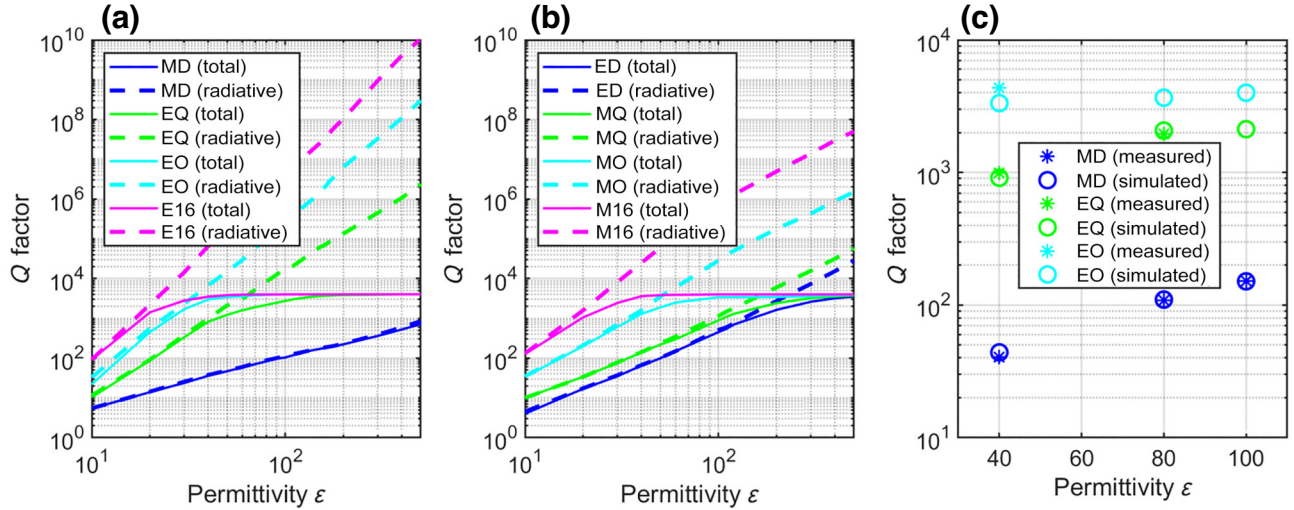 (a)
Q factor
10^10
10^8
10^6
10^4
10^2
10^0
MD (total)
MD (radiative)
EQ (total)
EQ (radiative)
EO (total)
EO (radiative)
E16 (total)
E16 (radiative)
10^1
10^2
Permittivity ε
(b)
Q factor
10^10
10^8
10^6
10^4
10^2
10^0
ED (total)
ED (radiative)
MQ (total)
MQ (radiative)
MO (total)
MO (radiative)
M16 (total)
M16 (radiative)
10^1
10^2
Permittivity ε
(c)
Q factor
10^4
10^3
10^2
10^1
MD (measured)
MD (simulated)
EQ (measured)
EQ (simulated)
EO (measured)
EO (simulated)
40 60 80 100
Permittivity ε